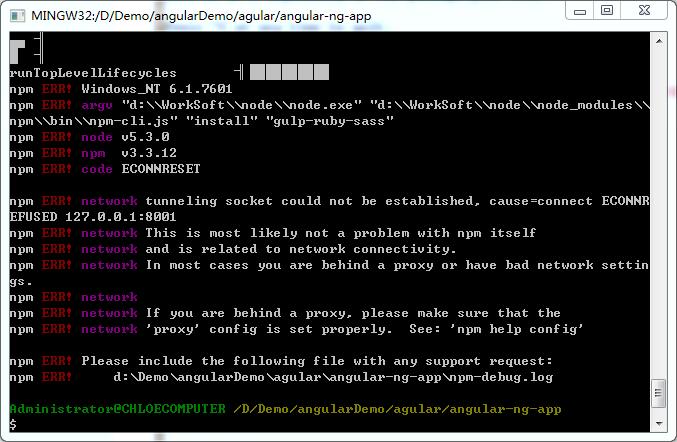 MINGW32:/D/Demo/angularDemo/agular/angular-ng-app
runTopLevelLifecycles
npm ERR! Windows_NT 6.1.7601
npm ERR! argv "d:\\WorkSoft\\node\\node.exe" "d:\\WorkSoft\\node\\node_modules\\
npm\\bin\\npm-cli.js" "install" "gulp-ruby-sass"
npm ERR! node v5.3.0
npm ERR! npm  v3.3.12
npm ERR! code ECONNRESET
npm ERR! network tunneling socket could not be established, cause=connect ECONNR
EFUSED 127.0.0.1:8001
npm ERR! network This is most likely not a problem with npm itself
npm ERR! network and is related to network connectivity.
npm ERR! network In most cases you are behind a proxy or have bad network settin
gs.
npm ERR! network
npm ERR! network If you are behind a proxy, please make sure that the
npm ERR! network 'proxy' config is set properly.  See: 'npm help config'
npm ERR! Please include the following file with any support request:
npm ERR!     d:\Demo\angularDemo\agular\angular-ng-app\npm-debug.log
Administrator@CHLOECOMPUTER /D/Demo/angularDemo/agular/angular-ng-app
$